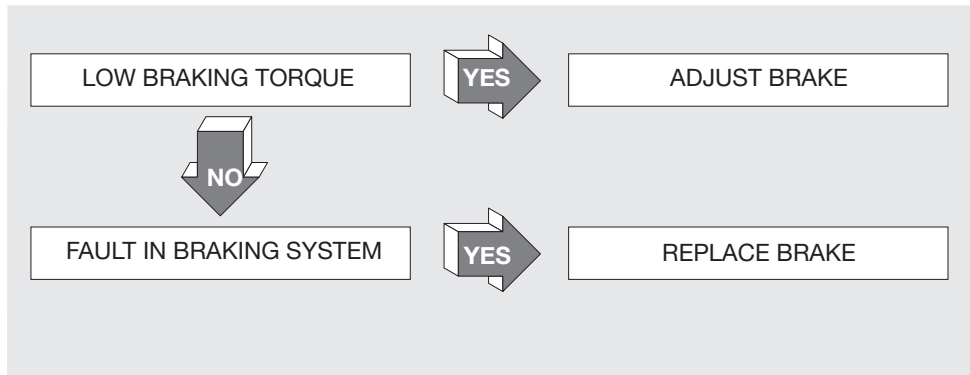 LOW BRAKING TORQUE
YES
ADJUST BRAKE
NO
FAULT IN BRAKING SYSTEM
YES
REPLACE BRAKE